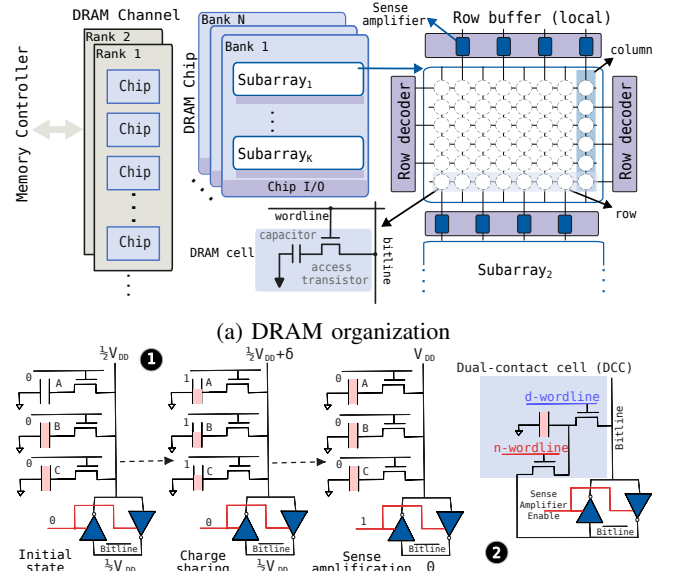 DRAM Channel
Rank 2
Rank 1
Chip
Chip
Chip
Chip
Memory Controller
DRAM Chip
Bank N
Bank 1
Subarray1
SubarrayK
Chip I/O
Sense amplifier
Row buffer (local)
column
Row decoder
Row decoder
row
Subarray2
wordline
capacitor
DRAM cell
access transistor
bitline
(a) DRAM organization
½VDD
1
½VDD+δ
VDD
Dual-contact cell (DCC)
0
A
0
B
0
C
0
Bitline
Initial state
½VDD
1
A
1
B
1
C
0
Bitline
Charge sharing
½VDD
0
A
0
B
0
C
1
Bitline
Sense amplification
0
d-wordline
n-wordline
Bitline
Sense Amplifier Enable
Bitline
2